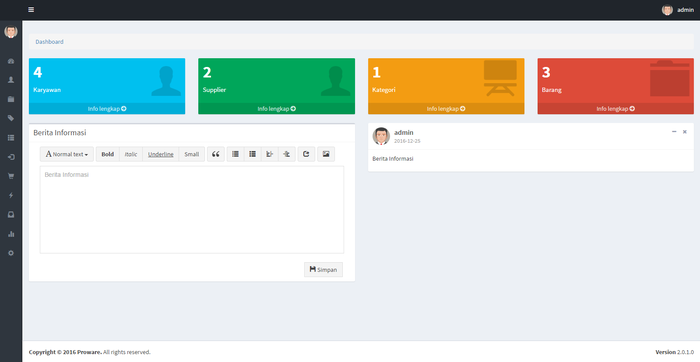 admin
Dashboard
4
Karyawan
Info lengkap
2
Supplier
Info lengkap
1
Kategori
Info lengkap
3
Barang
Info lengkap
Berita Informasi
A Normal text
Bold
Italic
Underline
Small
Berita Informasi
Simpan
admin
2016-12-25
Berita Informasi
Copyright © 2016 Proware. All rights reserved.
Version 2.0.1.0